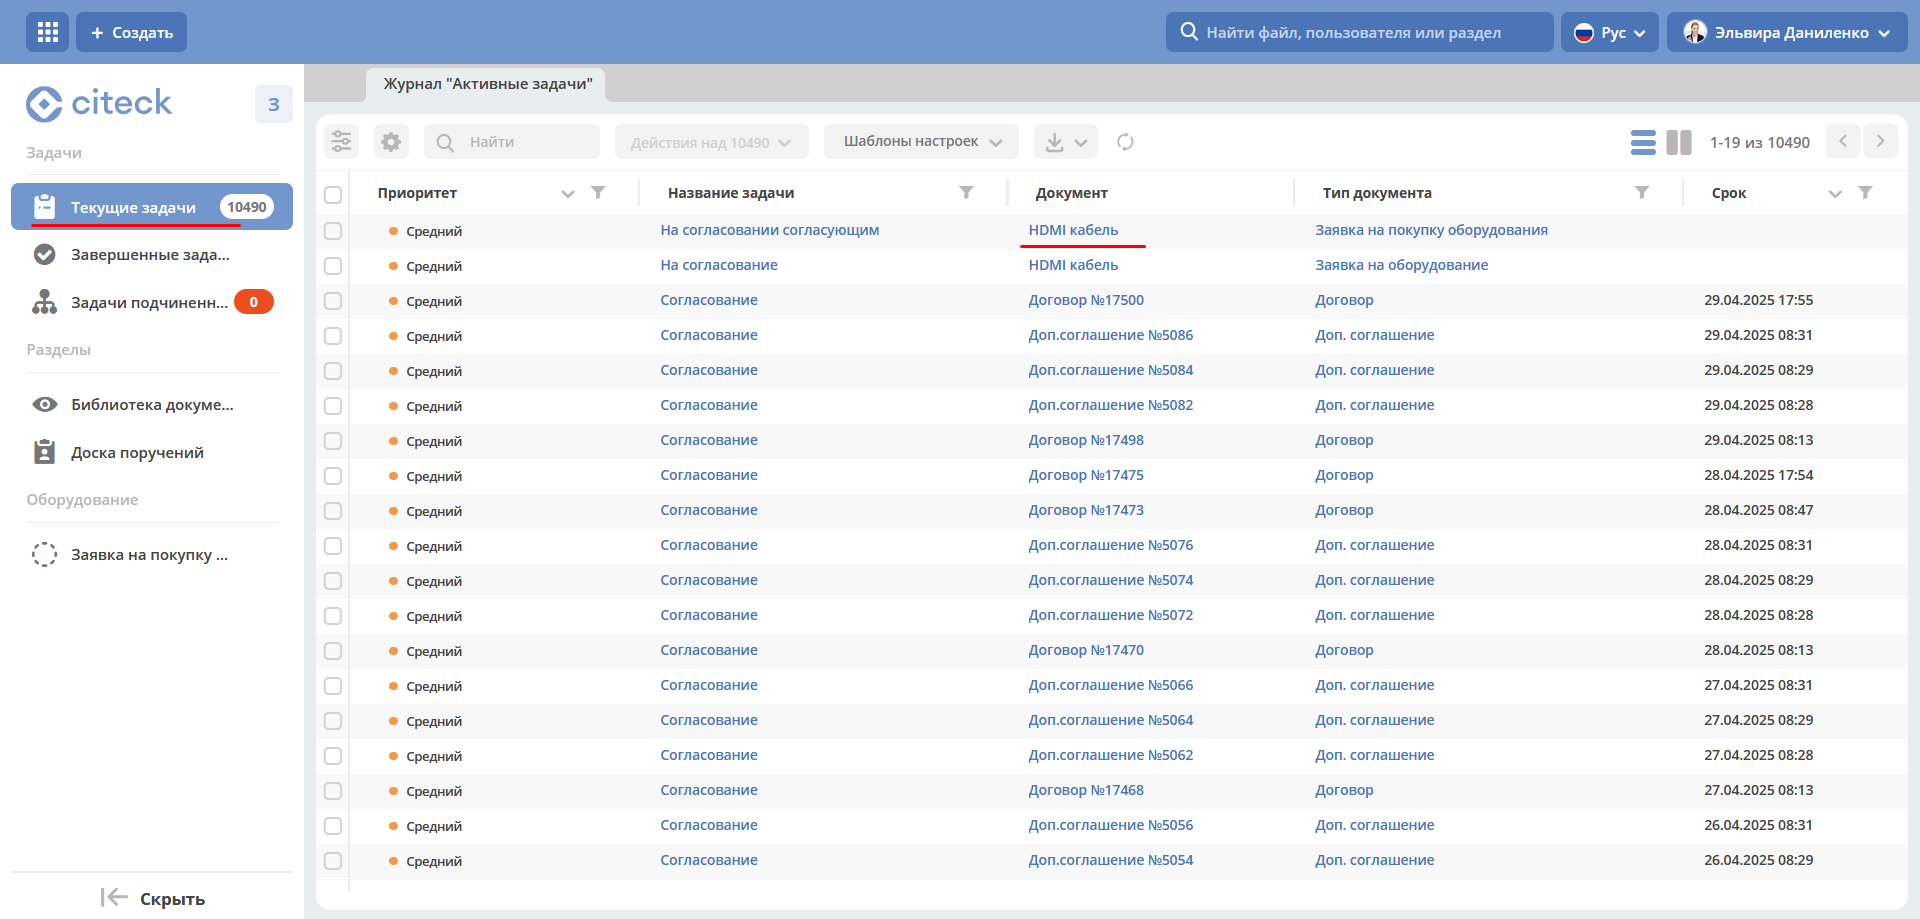 + Создать
Найти файл, пользователя или раздел
Рус
Эльвира Даниленко
citeck
3
Журнал "Активные задачи"
Задачи
Текущие задачи 10490
Завершенные зада...
Задачи подчиненн... 0
Разделы
Библиотека докуме...
Доска поручений
Оборудование
Заявка на покупку ...
Скрыть
Найти
Действия над 10490
Шаблоны настроек
1-19 из 10490
Приоритет Название задачи Документ Тип документа Срок
Средний На согласовании согласующим HDMI кабель Заявка на покупку оборудования
Средний На согласование HDMI кабель Заявка на оборудование
Средний Согласование Договор №17500 Договор 29.04.2025 17:55
Средний Согласование Доп.соглашение №5086 Доп. соглашение 29.04.2025 08:31
Средний Согласование Доп.соглашение №5084 Доп. соглашение 29.04.2025 08:29
Средний Согласование Доп.соглашение №5082 Доп. соглашение 29.04.2025 08:28
Средний Согласование Договор №17498 Договор 29.04.2025 08:13
Средний Согласование Договор №17475 Договор 28.04.2025 17:54
Средний Согласование Договор №17473 Договор 28.04.2025 08:47
Средний Согласование Доп.соглашение №5076 Доп. соглашение 28.04.2025 08:31
Средний Согласование Доп.соглашение №5074 Доп. соглашение 28.04.2025 08:29
Средний Согласование Доп.соглашение №5072 Доп. соглашение 28.04.2025 08:28
Средний Согласование Договор №17470 Договор 28.04.2025 08:13
Средний Согласование Доп.соглашение №5066 Доп. соглашение 27.04.2025 08:31
Средний Согласование Доп.соглашение №5064 Доп. соглашение 27.04.2025 08:29
Средний Согласование Доп.соглашение №5062 Доп. соглашение 27.04.2025 08:28
Средний Согласование Договор №17468 Договор 27.04.2025 08:13
Средний Согласование Доп.соглашение №5056 Доп. соглашение 26.04.2025 08:31
Средний Согласование Доп.соглашение №5054 Доп. соглашение 26.04.2025 08:29